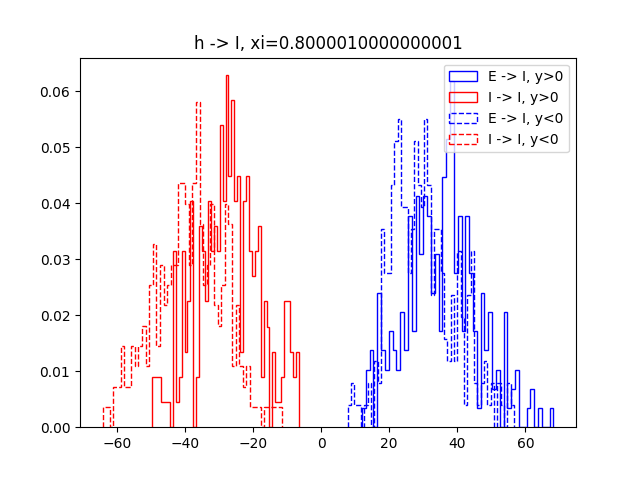 h -> I, xi=0.8000010000000001
E -> I, y>0
I -> I, y>0
E -> I, y<0
I -> I, y<0
0.06
0.05
0.04
0.03
0.02
0.01
0.00
−60 −40 −20 0 20 40 60